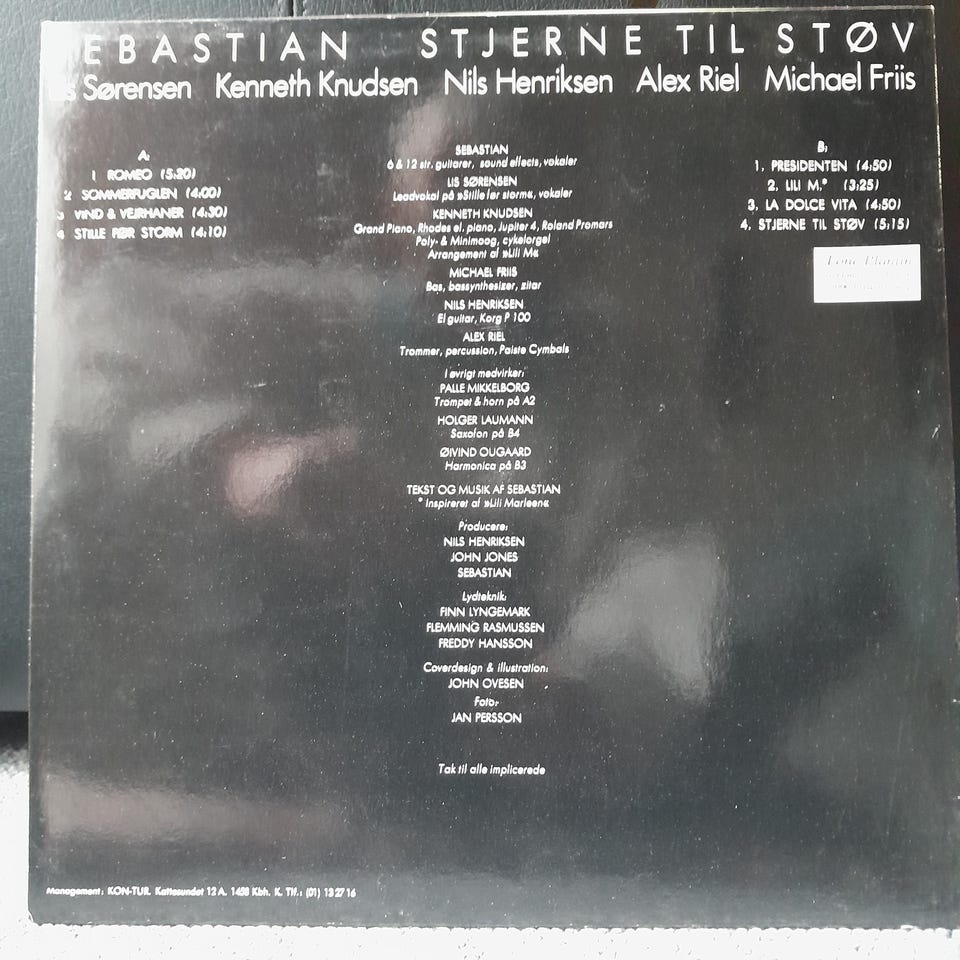 EBASTIAN STJERNE TIL STØV
s Sørensen Kenneth Knudsen Nils Henriksen Alex Riel Michael Friis
A:
1 ROMEO (5:20)
2 SOMMERFUGLEN (4:00)
3 VIND & VEJRHANER (4:30)
4 STILLE FØR STORM (4:10)
SEBASTIAN
6 & 12 str. guitarer, sound effects, vokaler
LIS SØRENSEN
Leadvokal på »Stille før storm«, vokaler
KENNETH KNUDSEN
Grand Piano, Rhodes el. piano, Jupiter 4, Roland Promars
Poly- & Minimoog, cykelorgel
Arrangement af »Lili M«
MICHAEL FRIIS
Bas, bassynthesizer, zitar
NILS HENRIKSEN
El guitar, Korg P 100
ALEX RIEL
Trommer, percussion, Paiste Cymbals
I øvrigt medvirker:
PALLE MIKKELBORG
Trompet & horn på A2
HOLGER LAUMANN
Saxofon på B4
ØIVIND OUGAARD
Harmonica på B3
TEKST OG MUSIK AF SEBASTIAN
* Inspireret af »Lili Marleen«
Producere:
NILS HENRIKSEN
JOHN JONES
SEBASTIAN
Lydteknik:
FINN LYNGEMARK
FLEMMING RASMUSSEN
FREDDY HANSSON
Coverdesign & illustration:
JOHN OVESEN
Foto:
JAN PERSSON
Tak til alle implicerede
B:
1. PRESIDENTEN (4:50)
2. LILI M.* (3:25)
3. LA DOLCE VITA (4:50)
4. STJERNE TIL STØV (5:15)
Management: KON-TUR. Kattesundet 12 A. 1458 Kbh. K. Tlf.: (01) 13 27 16